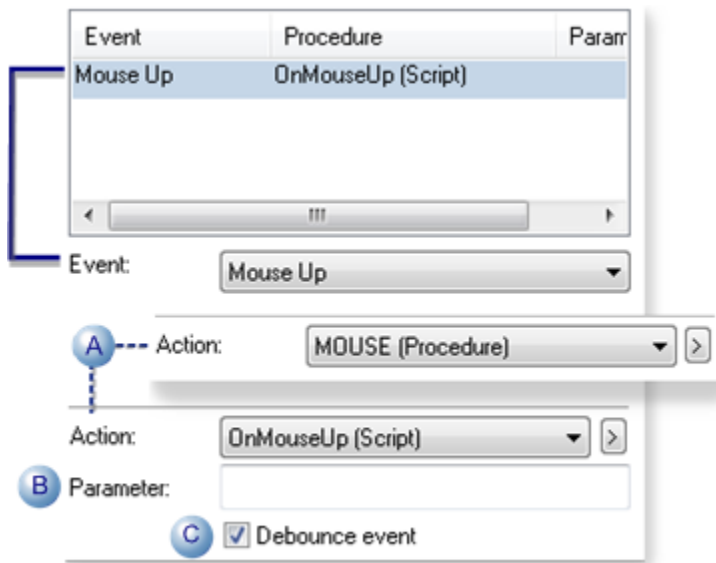 Event Procedure Param
Mouse Up OnMouseUp (Script)
Event: Mouse Up
A Action: MOUSE (Procedure) >
Action: OnMouseUp (Script) >
B Parameter:
C Debounce event